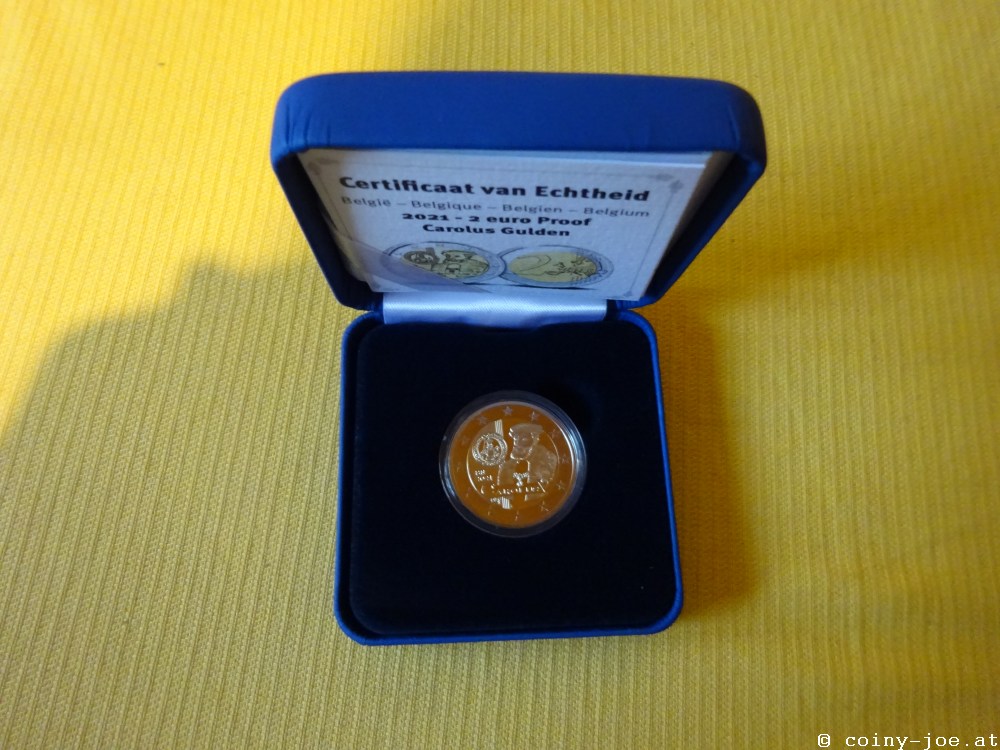 Certificaat van Echtheid
België – Belgique – Belgien – Belgium
2021 - 2 euro Proof
Carolus Gulden
© coiny-joe.at